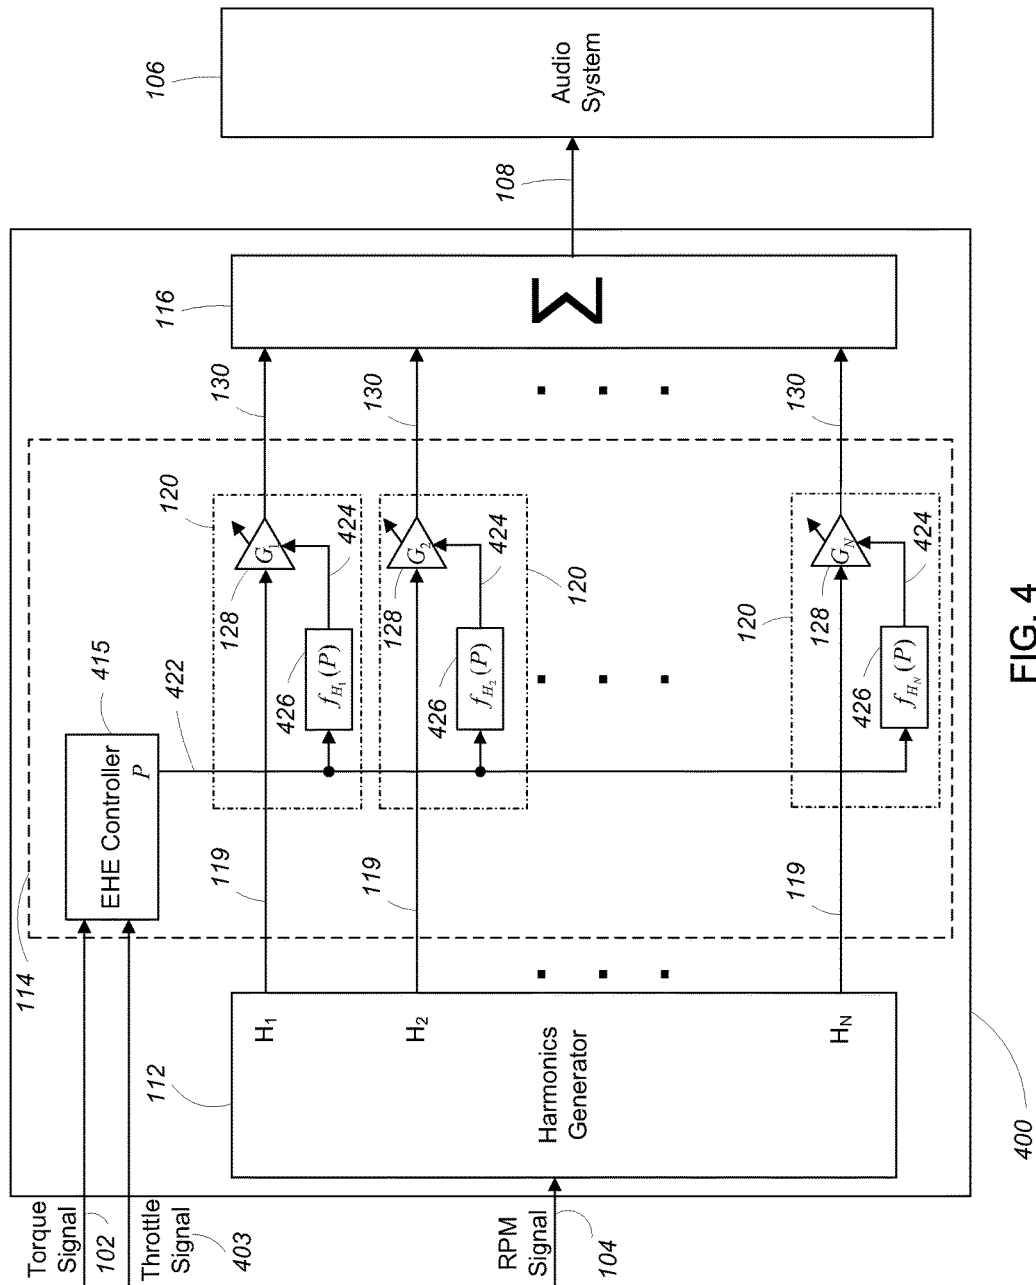 Torque
Signal
102
Throttle
Signal
403
RPM
Signal
104
400
114
EHE Controller
P
415
422
112
Harmonics
Generator
H1
H2
HN
119
119
119
120
128
G1
424
426
fH1(P)
130
120
128
G2
424
426
fH2(P)
130
120
128
GN
424
426
fHN(P)
130
116
Σ
108
106
Audio
System
FIG. 4